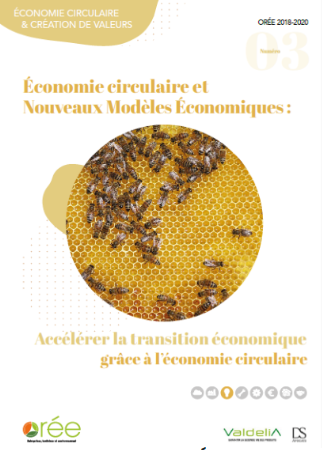 ÉCONOMIE CIRCULAIRE
& CRÉATION DE VALEURS
ORÉE 2018-2020
03
Économie circulaire et
Nouveaux Modèles Économiques :
Accélérer la transition économique
grâce à l'économie circulaire
orée
ValdeliA
DS